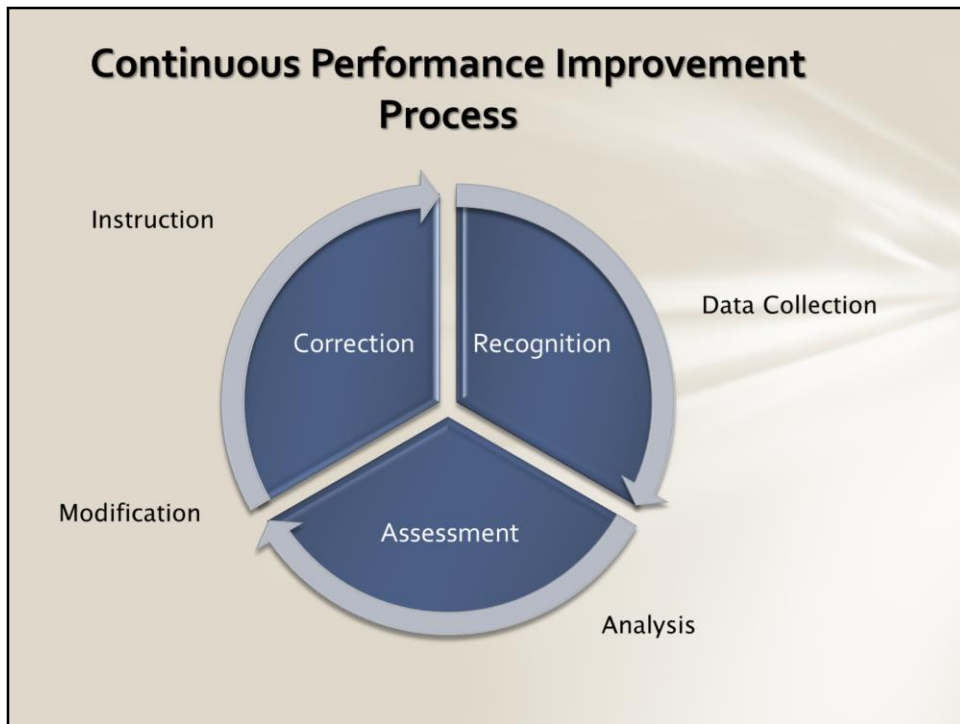 Continuous Performance Improvement
Process
Instruction
Data Collection
Correction
Recognition
Modification
Assessment
Analysis